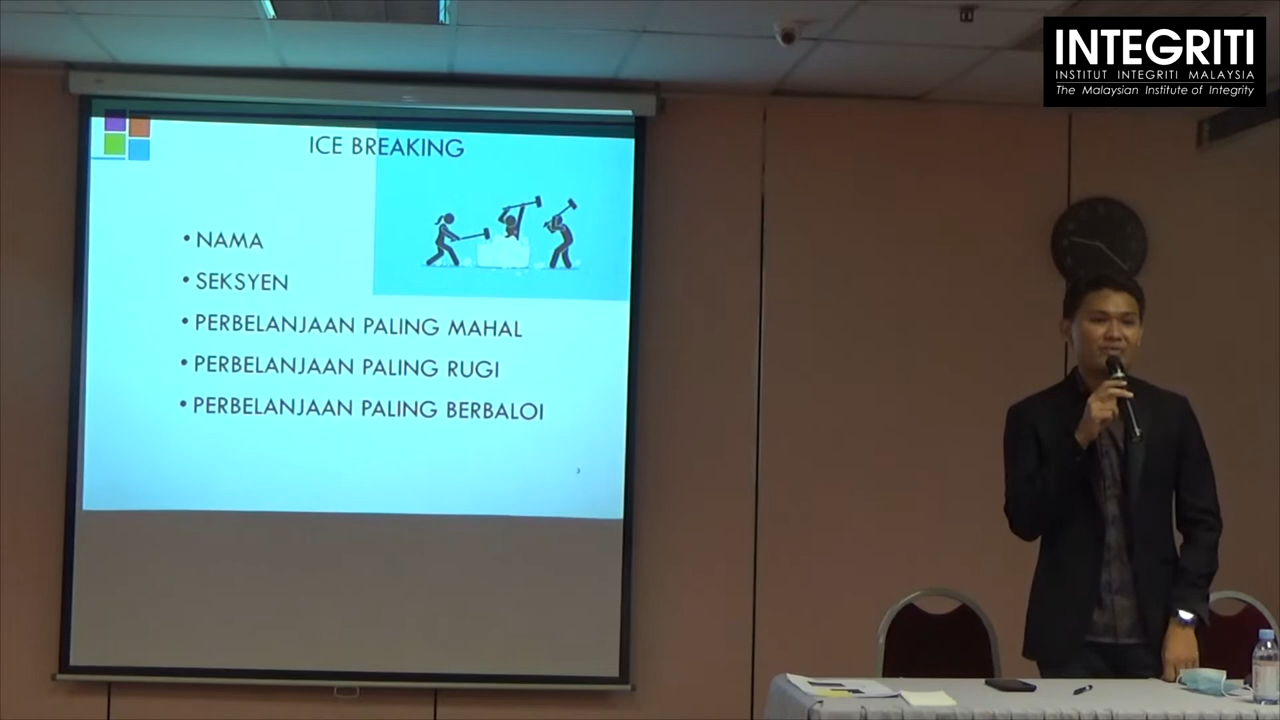 INTEGRITI
INSTITUT INTEGRITI MALAYSIA
The Malaysian Institute of Integrity
ICE BREAKING
• NAMA
• SEKSYEN
• PERBELANJAAN PALING MAHAL
• PERBELANJAAN PALING RUGI
• PERBELANJAAN PALING BERBALOI
3